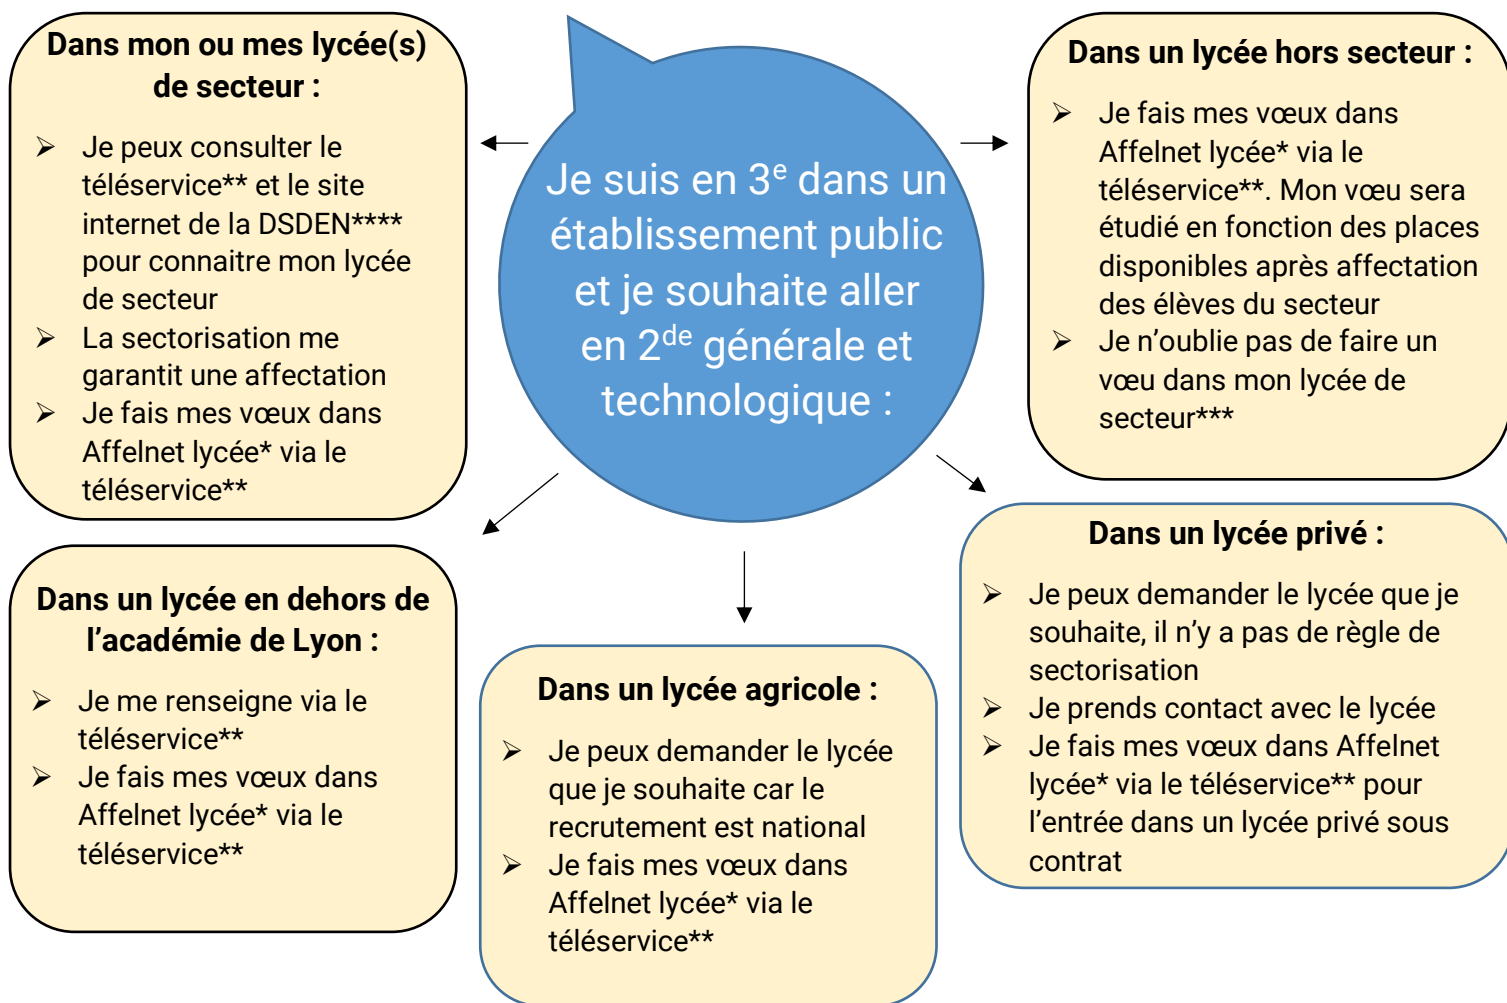 Dans mon ou mes lycée(s)
de secteur :
➢ Je peux consulter le
téléservice** et le site
internet de la DSDEN****
pour connaitre mon lycée
de secteur
➢ La sectorisation me
garantit une affectation
➢ Je fais mes vœux dans
Affelnet lycée* via le
téléservice**
Je suis en 3e dans un
établissement public
et je souhaite aller
en 2de générale et
technologique :
Dans un lycée hors secteur :
➢ Je fais mes vœux dans
Affelnet lycée* via le
téléservice**. Mon vœu sera
étudié en fonction des places
disponibles après affectation
des élèves du secteur
➢ Je n’oublie pas de faire un
vœu dans mon lycée de
secteur***
Dans un lycée en dehors de
l’académie de Lyon :
➢ Je me renseigne via le
téléservice**
➢ Je fais mes vœux dans
Affelnet lycée* via le
téléservice**
Dans un lycée agricole :
➢ Je peux demander le lycée
que je souhaite car le
recrutement est national
➢ Je fais mes vœux dans
Affelnet lycée* via le
téléservice**
Dans un lycée privé :
➢ Je peux demander le lycée que je
souhaite, il n’y a pas de règle de
sectorisation
➢ Je prends contact avec le lycée
➢ Je fais mes vœux dans Affelnet
lycée* via le téléservice** pour
l’entrée dans un lycée privé sous
contrat